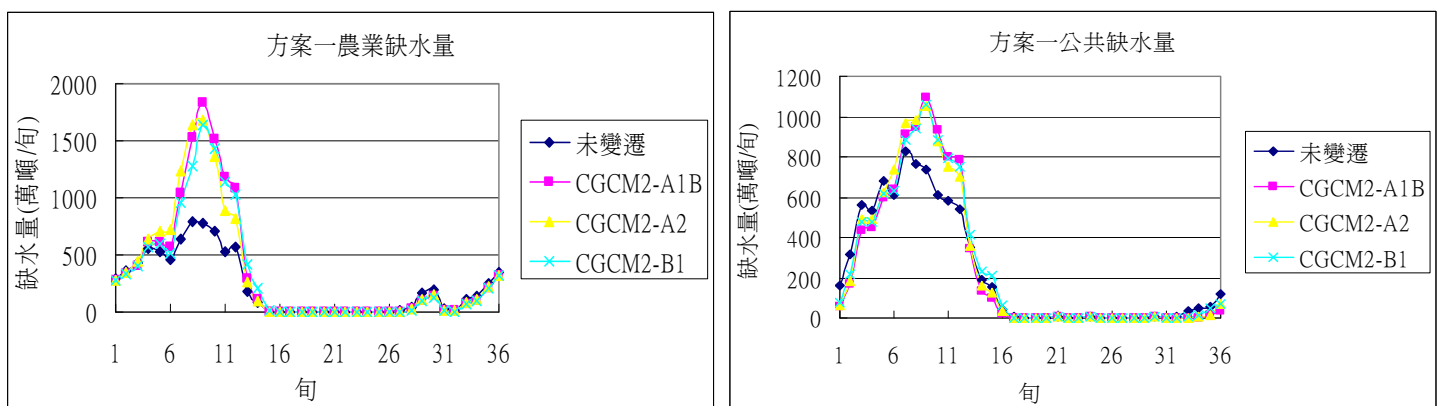 方案一農業缺水量
缺水量(萬噸/旬)
2000
1500
1000
500
0
1 6 11 16 21 26 31 36
旬
未變遷
CGCM2-A1B
CGCM2-A2
CGCM2-B1
方案一公共缺水量
缺水量(萬噸/旬)
1200
1000
800
600
400
200
0
1 6 11 16 21 26 31 36
旬
未變遷
CGCM2-A1B
CGCM2-A2
CGCM2-B1